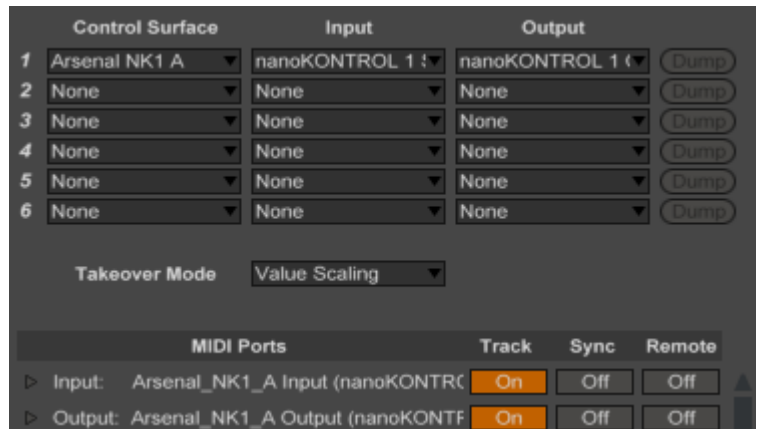 Control Surface Input Output
1 Arsenal NK1 A nanoKONTROL 1 nanoKONTROL 1 Dump
2 None None None Dump
3 None None None Dump
4 None None None Dump
5 None None None Dump
6 None None None Dump
Takeover Mode Value Scaling
MIDI Ports Track Sync Remote
Input: Arsenal_NK1_A Input (nanoKONTRO On Off Off
Output: Arsenal_NK1_A Output (nanoKONTR On Off Off